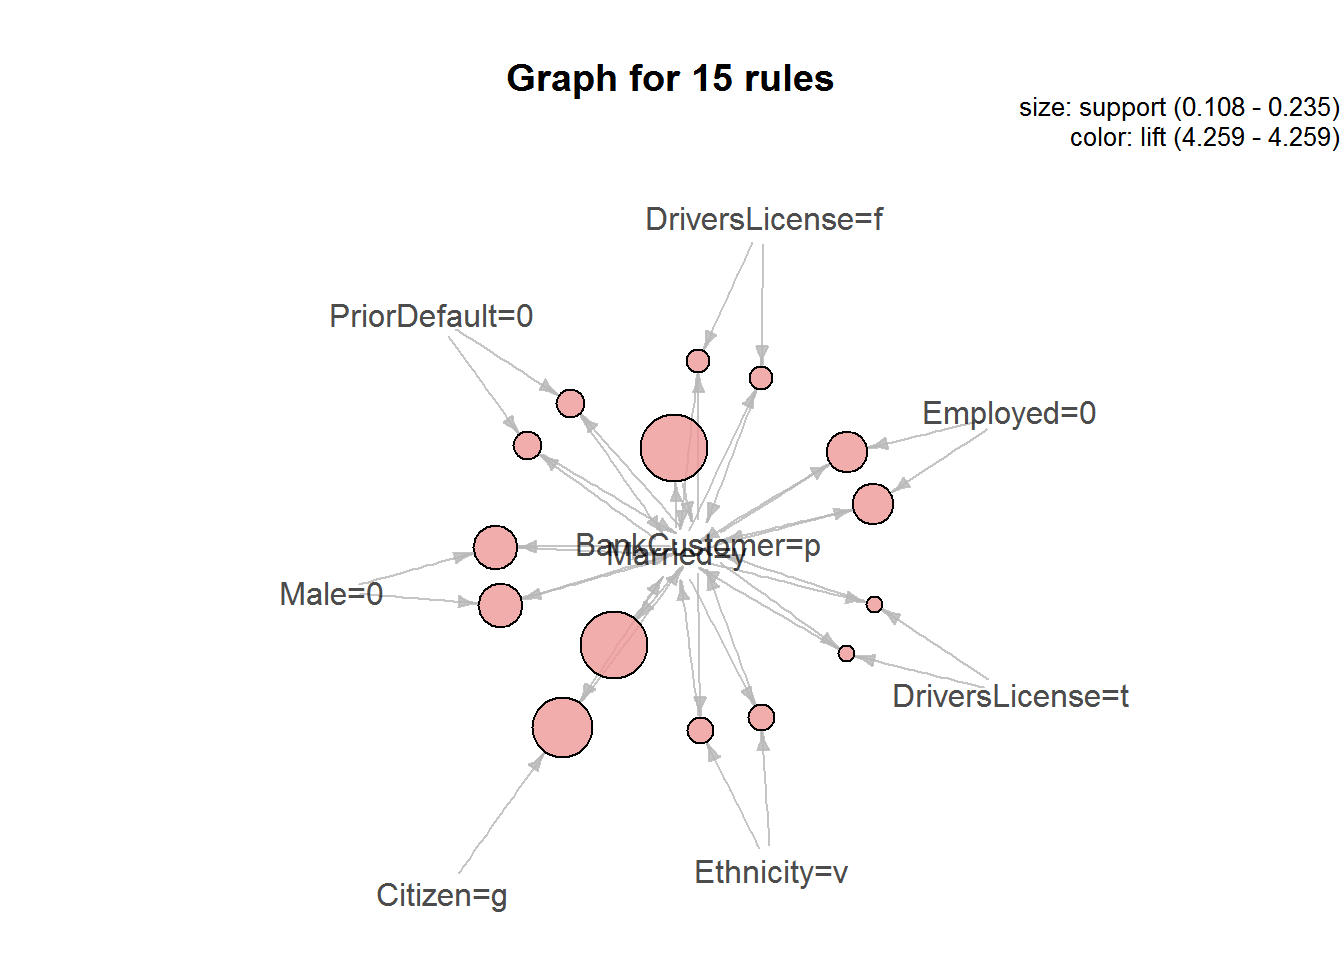 Graph for 15 rules
size: support (0.108 - 0.235)
color: lift (4.259 - 4.259)
DriversLicense=f
PriorDefault=0
Employed=0
BankCustomer=p
Married=y
Male=0
DriversLicense=t
Ethnicity=v
Citizen=g